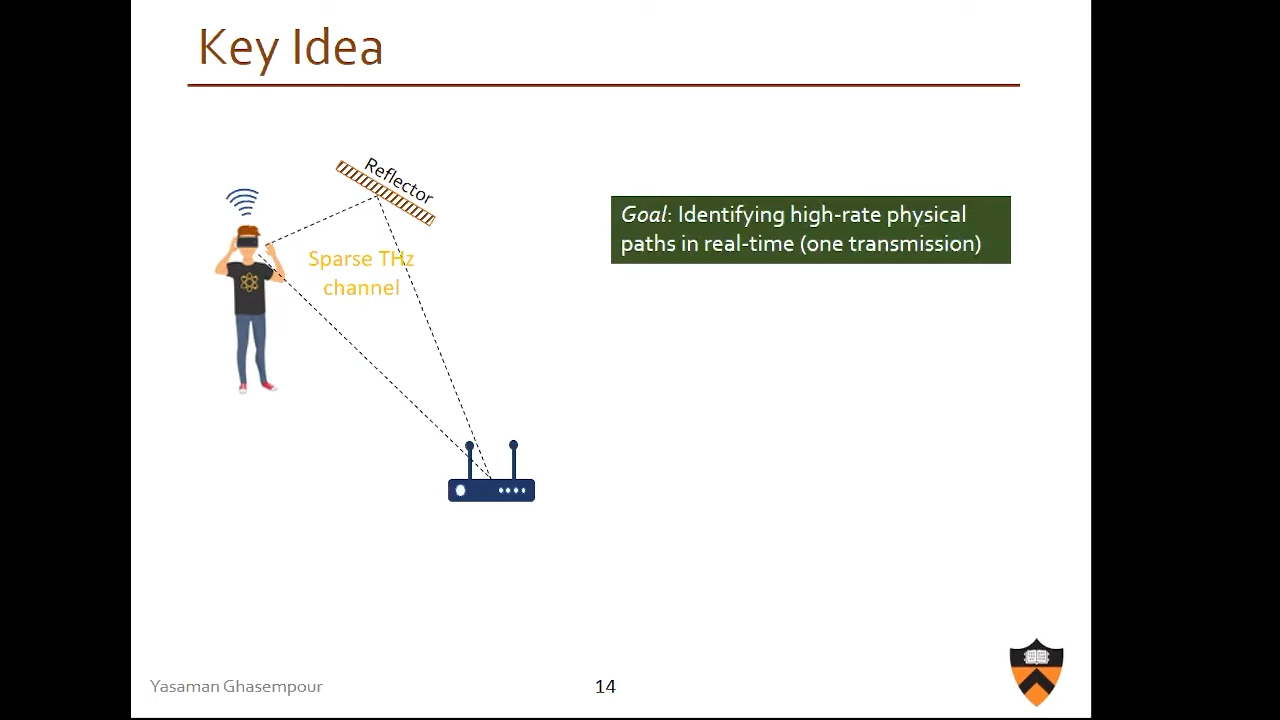 Key Idea
Reflector
Sparse THz
channel
Goal: Identifying high-rate physical
paths in real-time (one transmission)
Yasaman Ghasempour
14